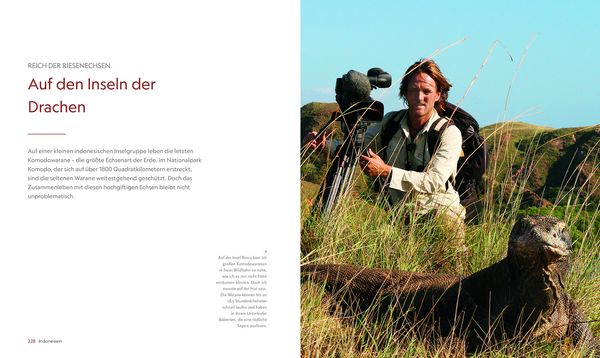 REICH DER RIESENECHSEN
Auf den Inseln der
Drachen
Auf einer kleinen indonesischen Inselgruppe leben die letzten
Komodowarane – die größte Echsenart der Erde. Im Nationalpark
Komodo, der sich auf über 1800 Quadratkilometern erstreckt,
sind die seltenen Warane weitestgehend geschützt. Doch das
Zusammenleben mit diesen hochgiftigen Echsen bleibt nicht
unproblematisch.
Auf der Insel Rinca kam ich
großen Komodowaranen
in freier Wildbahn so nahe,
wie ich es mir nicht hätte
erträumen können. Doch ich
musste auf der Hut sein.
Die Warane können bis zu
Stundenkilometer
schnell laufen und haben
in ihrem Unterkiefer
Bakterien, die eine tödliche
Sepsis auslösen.
228 Indonesien